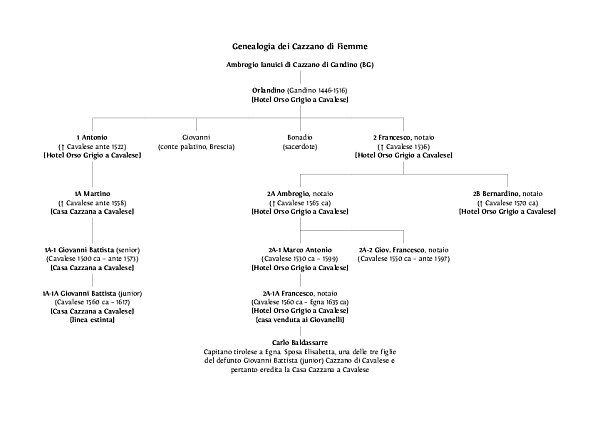 Genealogia dei Cazzano di Fiemme
Ambrogio Ianuici di Cazzano di Gandino (BG)
Orlandino (Gandino 1446-1516)
[Hotel Orso Grigio a Cavalese]
1 Antonio
(† Cavalese ante 1522)
[Hotel Orso Grigio a Cavalese]
Giovanni
(conte palatino, Brescia)
Bonadio
(sacerdote)
2 Francesco, notaio
(† Cavalese 1536)
[Hotel Orso Grigio a Cavalese]
1A Martino
(† Cavalese ante 1558)
[Casa Cazzana a Cavalese]
2A Ambrogio, notaio
(† Cavalese 1565 ca)
[Hotel Orso Grigio a Cavalese]
2B Bernardino, notaio
(† Cavalese 1570 ca)
[Hotel Orso Grigio a Cavalese]
1A-1 Giovanni Battista (senior)
(Cavalese 1500 ca – ante 1573)
[Casa Cazzana a Cavalese]
2A-1 Marco Antonio
(Cavalese 1530 ca – 1599)
[Hotel Orso Grigio a Cavalese]
2A-2 Giov. Francesco, notaio
(Cavalese 1550 ca – ante 1597)
1A-1A Giovanni Battista (junior)
(Cavalese 1560 ca – 1617)
[Casa Cazzana a Cavalese]
[linea estinta]
2A-1A Francesco, notaio
(Cavalese 1560 ca – Egna 1635 ca)
[Hotel Orso Grigio a Cavalese]
[casa venduta ai Giovanelli]
Carlo Baldassarre
Capitano tirolese a Egna. Sposa Elisabetta, una delle tre figlie
del defunto Giovanni Battista (junior) Cazzano di Cavalese e
pertanto eredita la Casa Cazzana a Cavalese